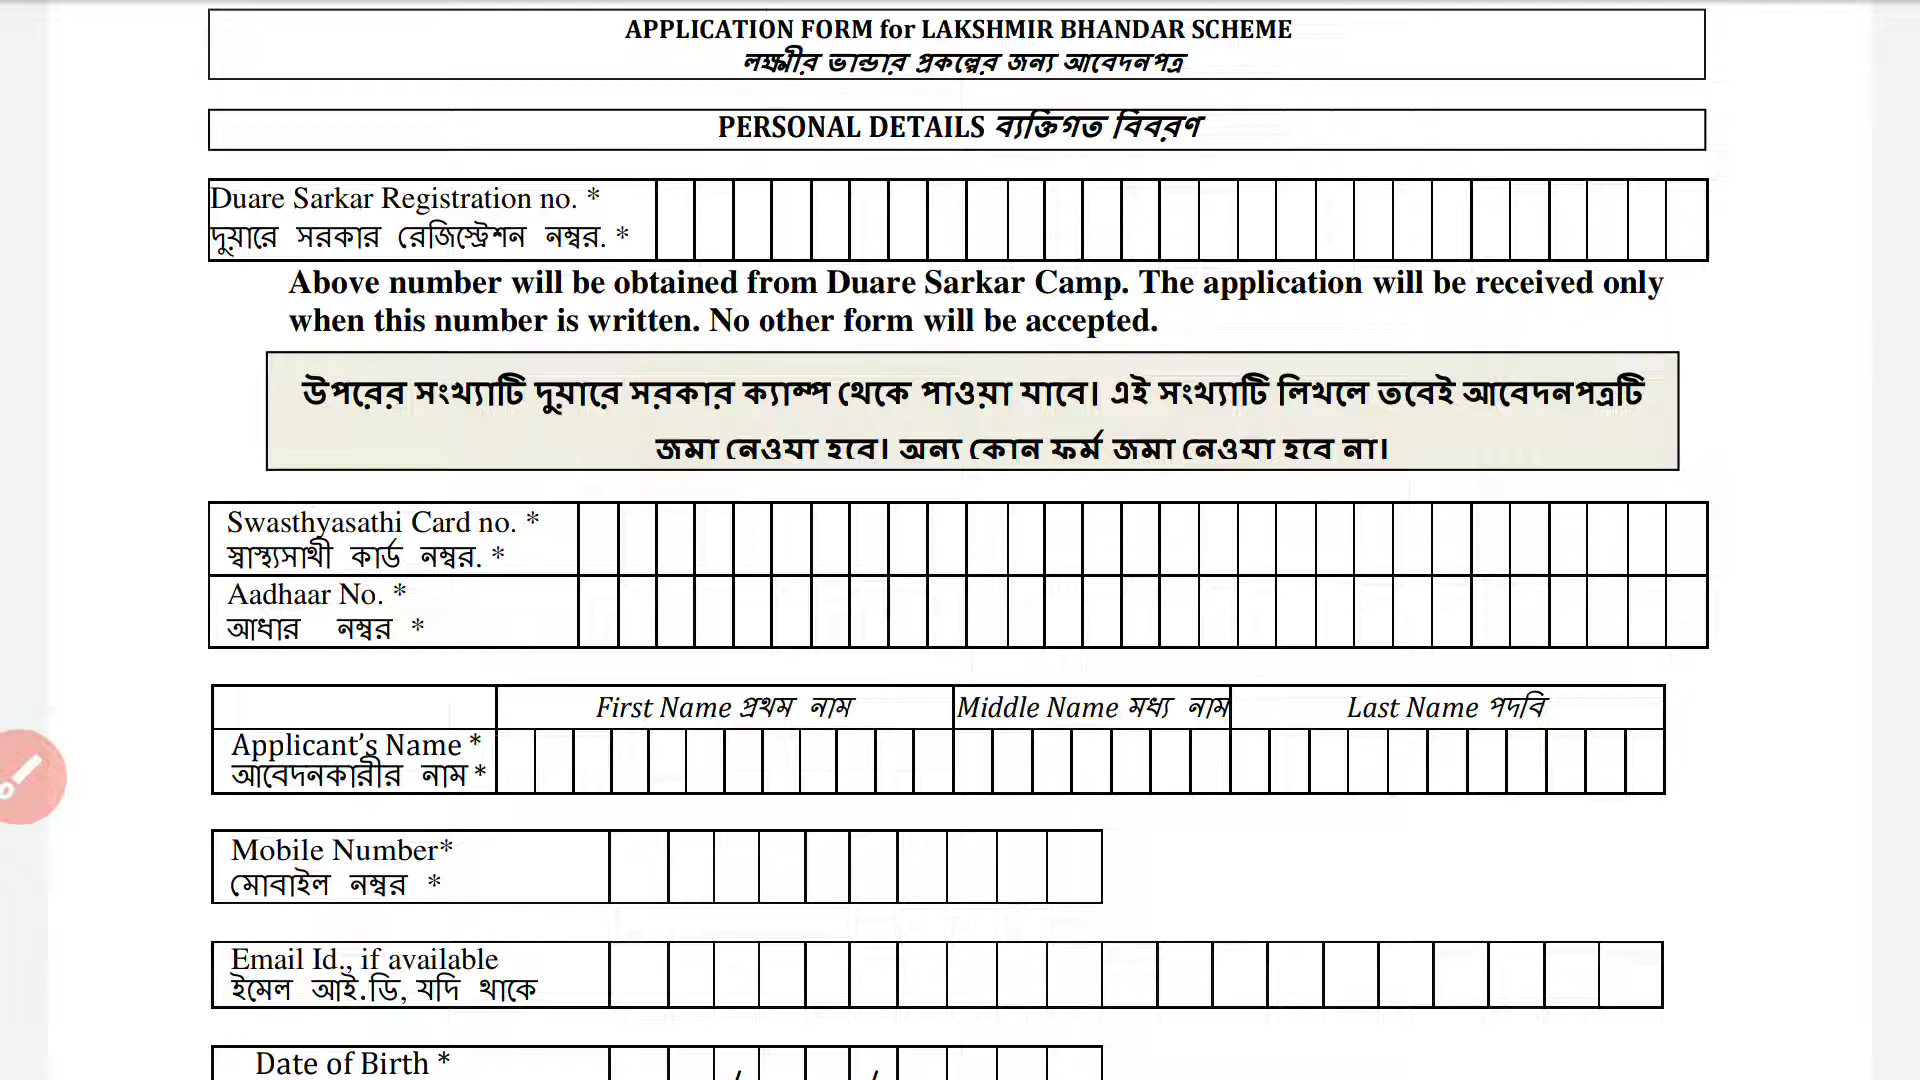 APPLICATION FORM for LAKSHMIR BHANDAR SCHEME
লক্ষ্মীর ভান্ডার প্রকল্পের জন্য আবেদনপত্র
PERSONAL DETAILS ব্যক্তিগত বিবরণ
Duare Sarkar Registration no. *
দুয়ারে সরকার রেজিস্ট্রেশন নম্বর. *
Above number will be obtained from Duare Sarkar Camp. The application will be received only
when this number is written. No other form will be accepted.
উপরের সংখ্যাটি দুয়ারে সরকার ক্যাম্প থেকে পাওয়া যাবে। এই সংখ্যাটি লিখলে তবেই আবেদনপত্রটি
জমা নেওয়া হবে। অন্য কোন ফর্ম জমা নেওয়া হবে না।
Swasthyasathi Card no. *
স্বাস্থ্যসাথী কার্ড নম্বর. *
Aadhaar No. *
আধার নম্বর *
First Name প্রথম নাম Middle Name মধ্য নাম Last Name পদবি
Applicant’s Name *
আবেদনকারীর নাম *
Mobile Number*
মোবাইল নম্বর *
Email Id., if available
ইমেল আই.ডি, যদি থাকে
Date of Birth *